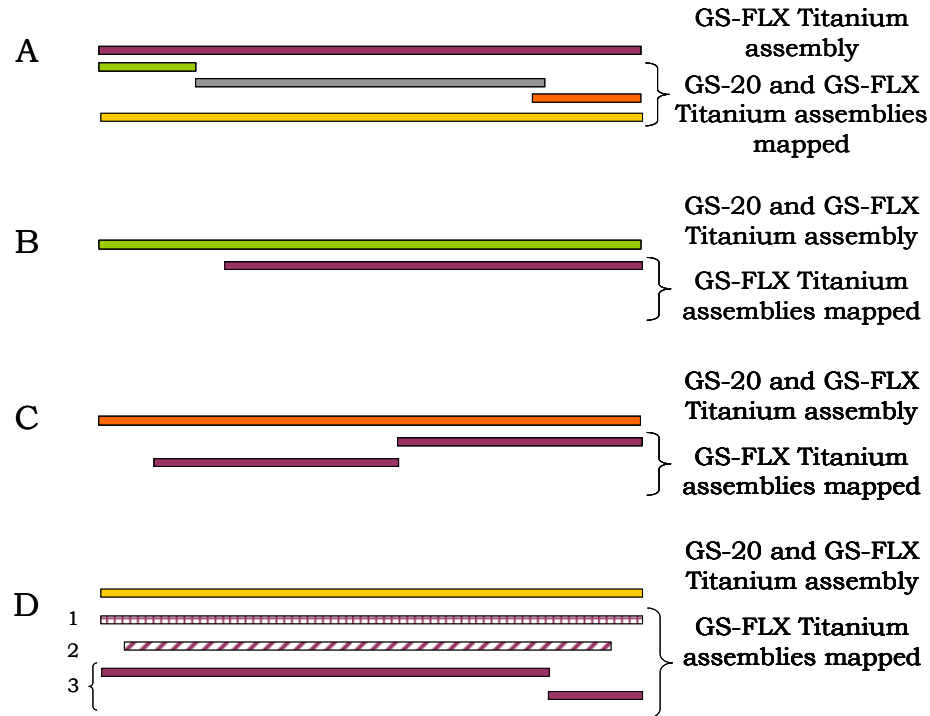 A
GS-FLX Titanium
assembly
GS-20 and GS-FLX
Titanium assemblies
mapped
B
GS-20 and GS-FLX
Titanium assembly
GS-FLX Titanium
assemblies mapped
C
GS-20 and GS-FLX
Titanium assembly
GS-FLX Titanium
assemblies mapped
D
GS-20 and GS-FLX
Titanium assembly
1
2
3
GS-FLX Titanium
assemblies mapped